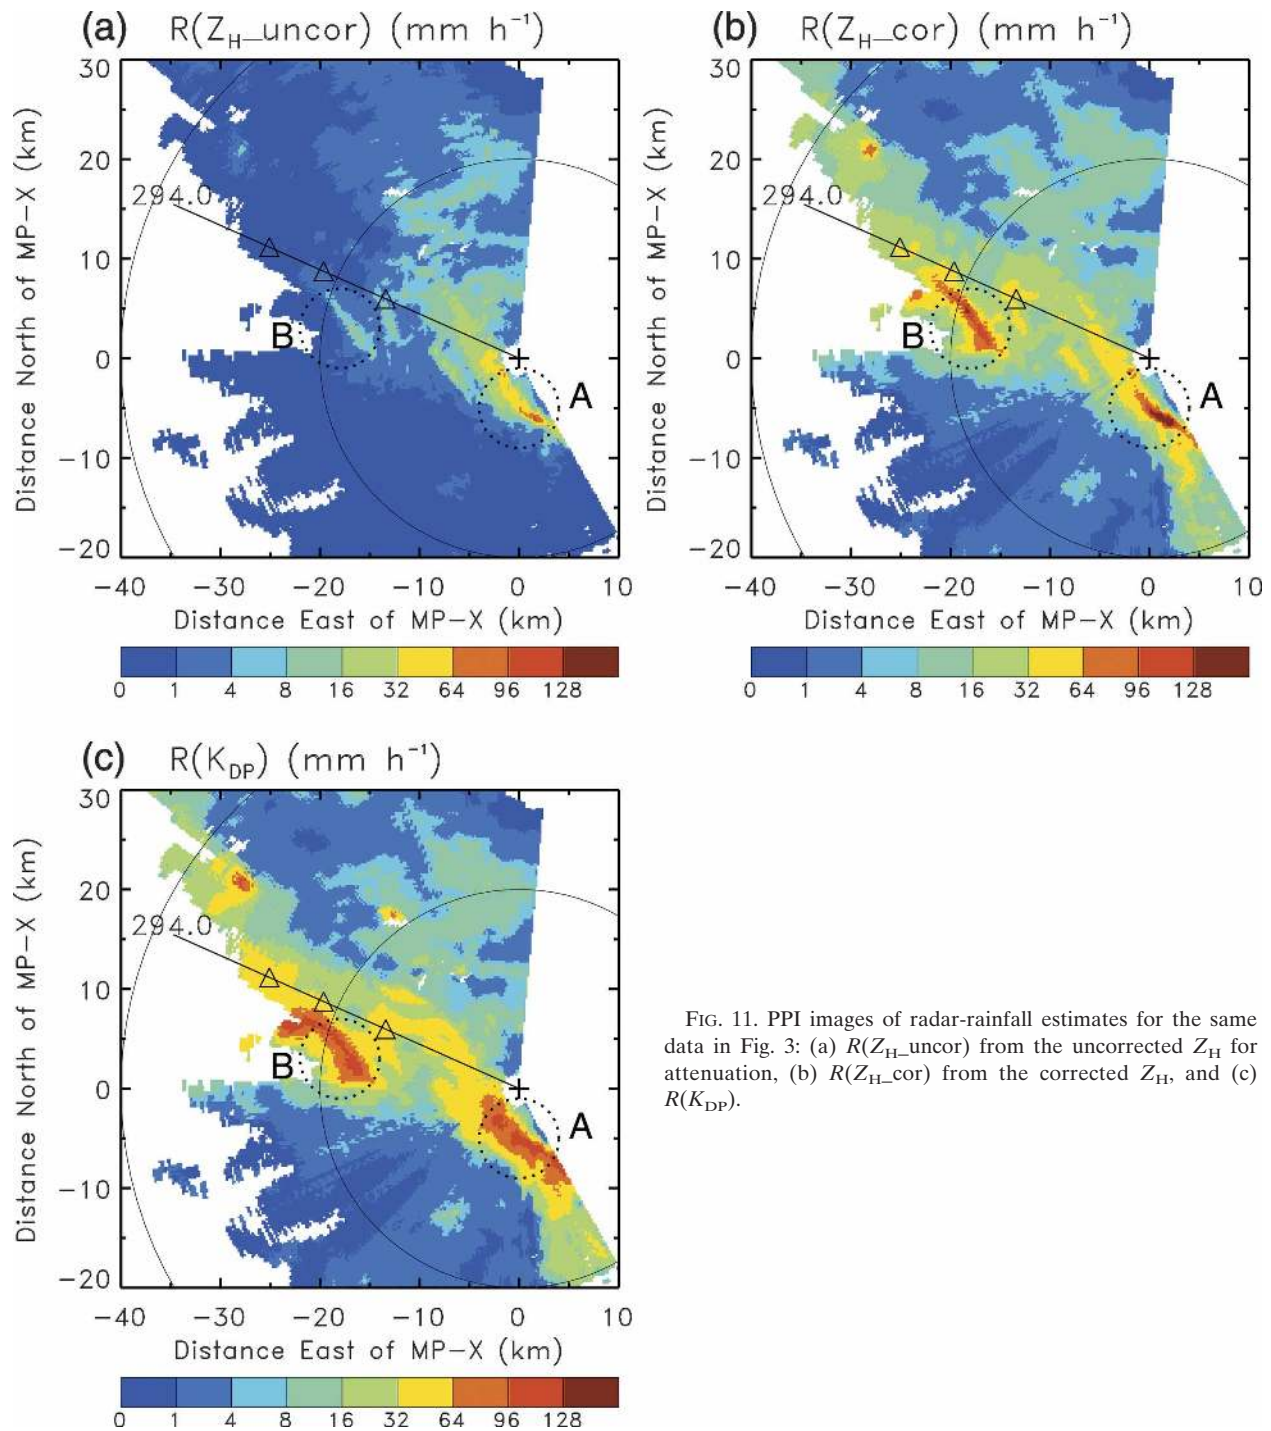 (a) R(Z_H_uncor) (mm h⁻¹)
30
20
10
0
−10
−20
Distance North of MP−X (km)
294.0
B
A
−40 −30 −20 −10 0 10
Distance East of MP−X (km)
0 1 4 8 16 32 64 96 128
(b) R(Z_H_cor) (mm h⁻¹)
30
20
10
0
−10
−20
Distance North of MP−X (km)
294.0
B
A
−40 −30 −20 −10 0 10
Distance East of MP−X (km)
0 1 4 8 16 32 64 96 128
(c) R(K_DP) (mm h⁻¹)
30
20
10
0
−10
−20
Distance North of MP−X (km)
294.0
B
A
−40 −30 −20 −10 0 10
Distance East of MP−X (km)
0 1 4 8 16 32 64 96 128
FIG. 11. PPI images of radar-rainfall estimates for the same
data in Fig. 3: (a) R(Z_H_uncor) from the uncorrected Z_H for
attenuation, (b) R(Z_H_cor) from the corrected Z_H, and (c)
R(K_DP).